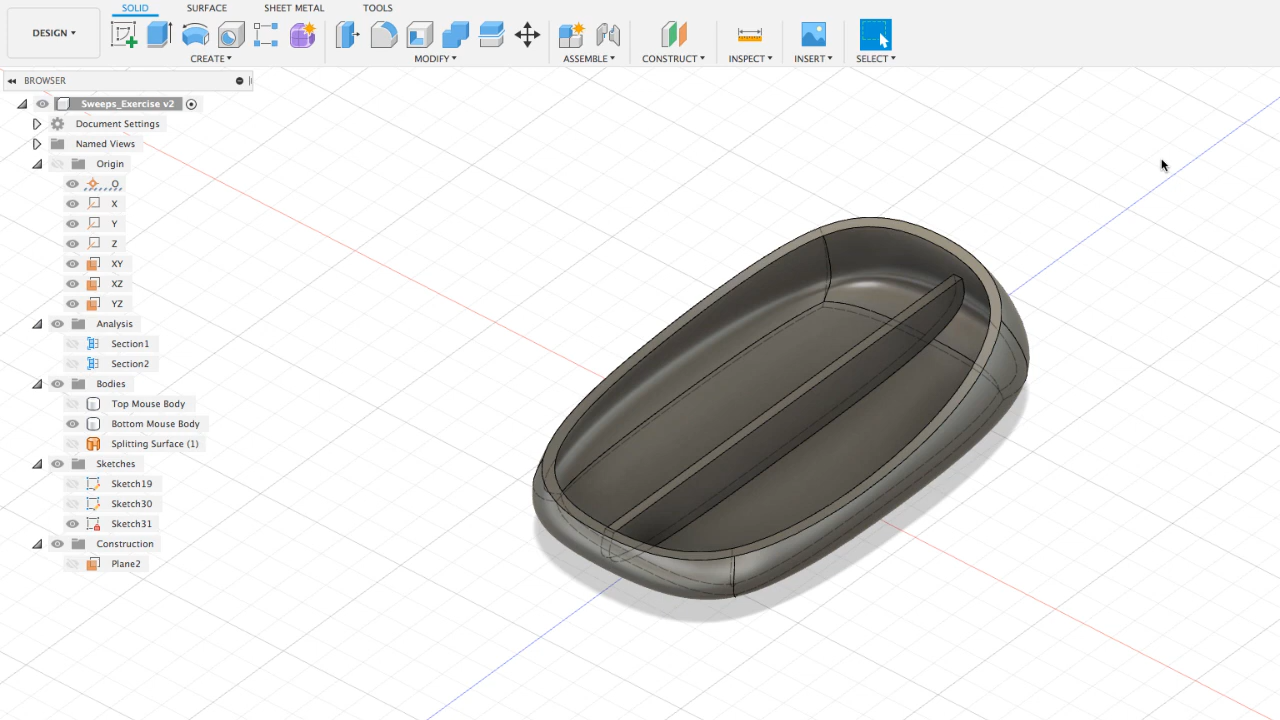 SOLID SURFACE SHEET METAL TOOLS
DESIGN
CREATE MODIFY ASSEMBLE CONSTRUCT INSPECT INSERT SELECT
BROWSER
Sweeps_Exercise v2
Document Settings
Named Views
Origin
O
X
Y
Z
XY
XZ
YZ
Analysis
Section1
Section2
Bodies
Top Mouse Body
Bottom Mouse Body
Splitting Surface (1)
Sketches
Sketch19
Sketch30
Sketch31
Construction
Plane2